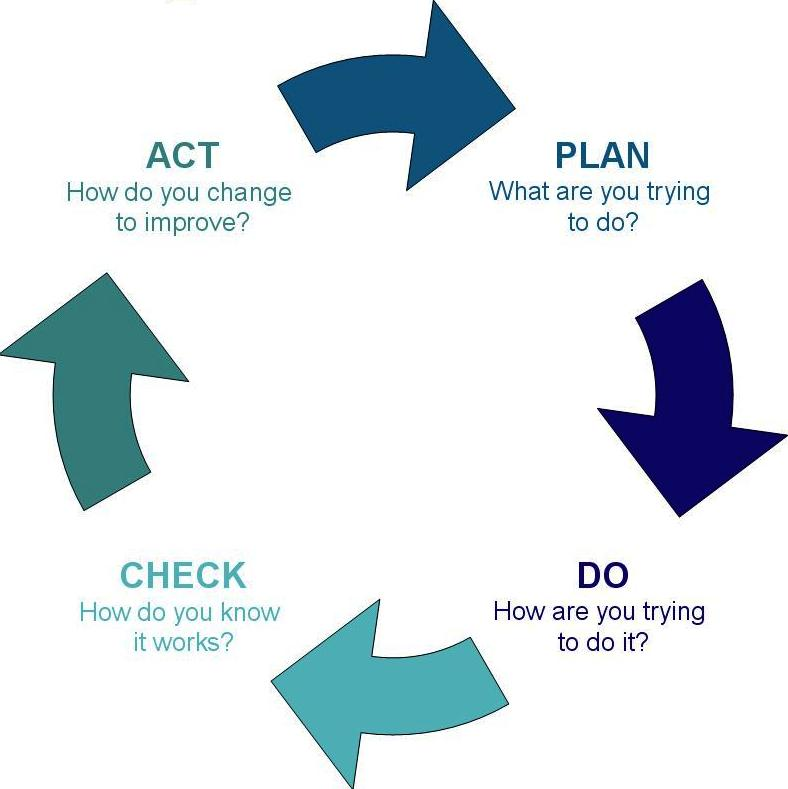 ACT
How do you change
to improve?
PLAN
What are you trying
to do?
CHECK
How do you know
it works?
DO
How are you trying
to do it?